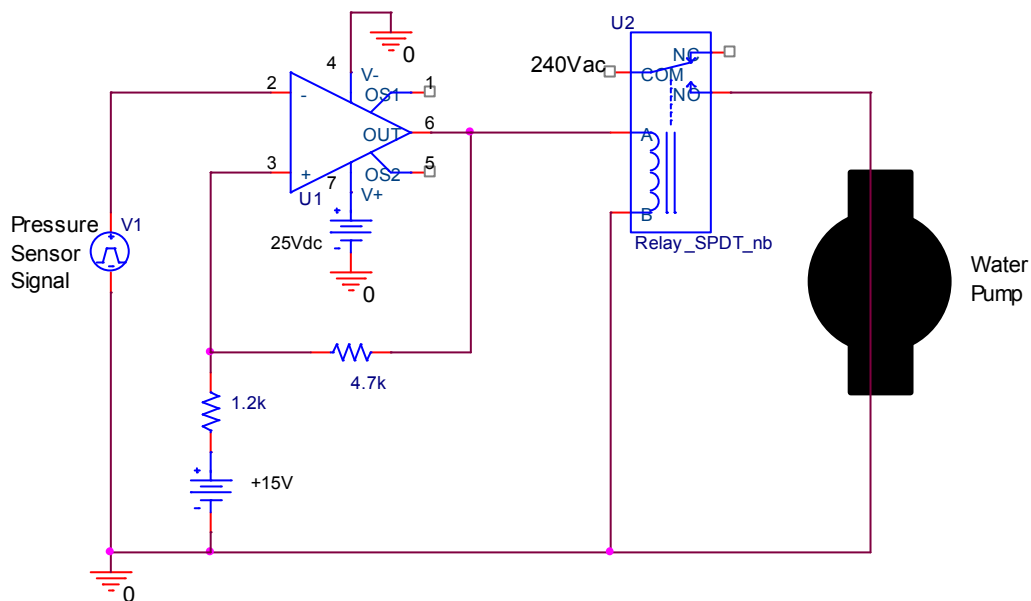 U2
0
NC
240Vac
COM
4
V-
2
-
OS1
1
NO
OUT
6
A
3
+
OS2
5
7
U1
V+
B
Pressure
Sensor
Signal
V1
+
-
+
-
25Vdc
Relay_SPDT_nb
0
Water
Pump
4.7k
1.2k
+
-
+15V
0